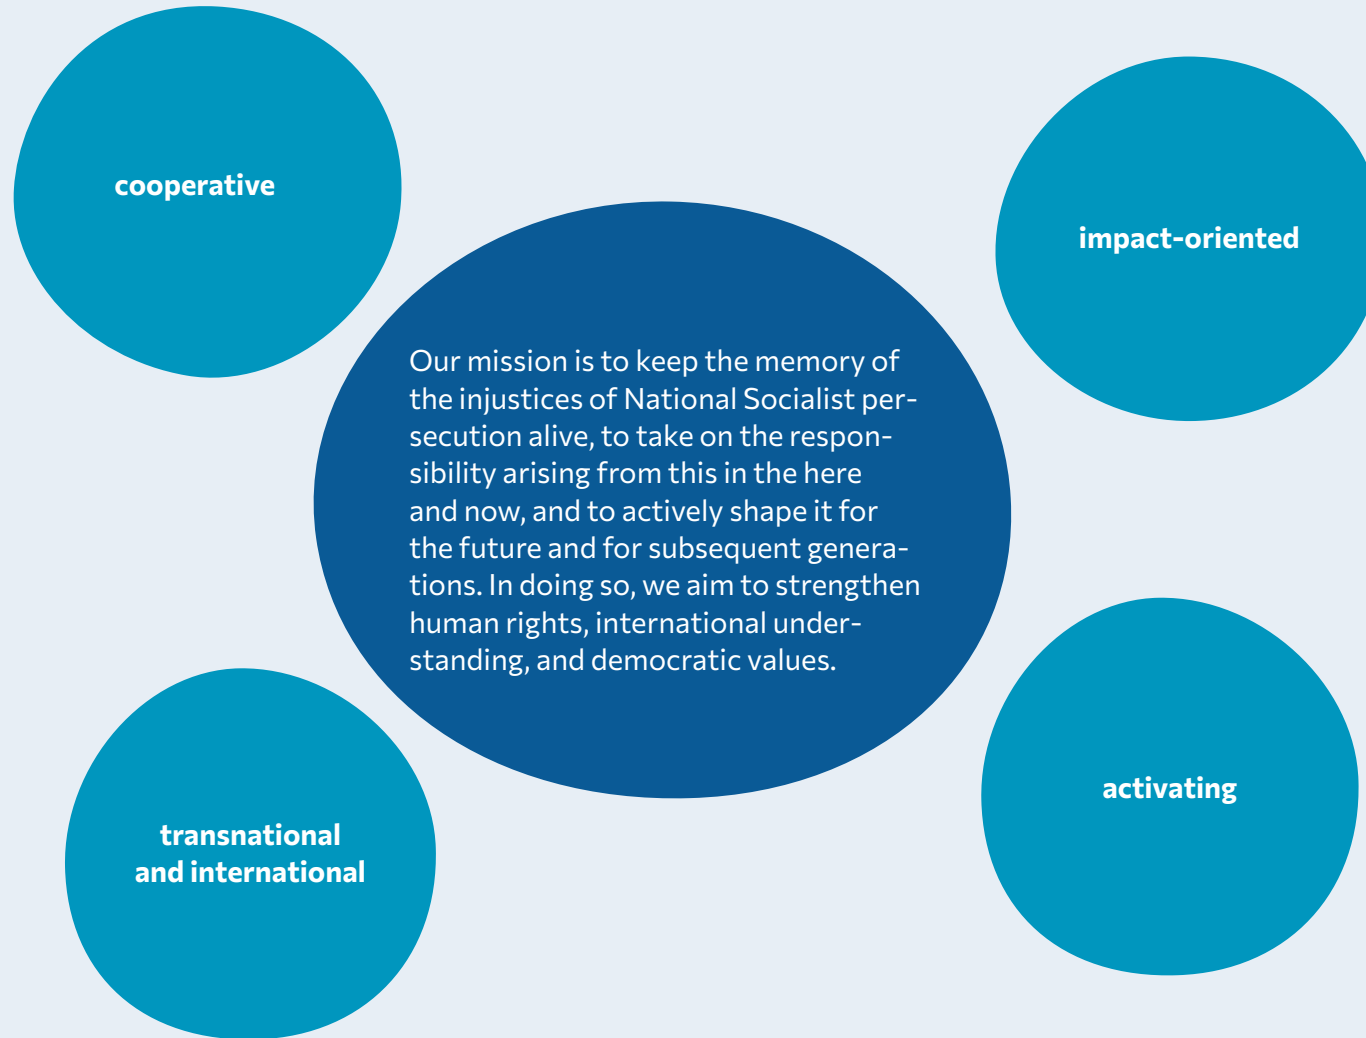 cooperative
impact-oriented
Our mission is to keep the memory of
the injustices of National Socialist per-
secution alive, to take on the respon-
sibility arising from this in the here
and now, and to actively shape it for
the future and for subsequent genera-
tions. In doing so, we aim to strengthen
human rights, international under-
standing, and democratic values.
activating
transnational
and international